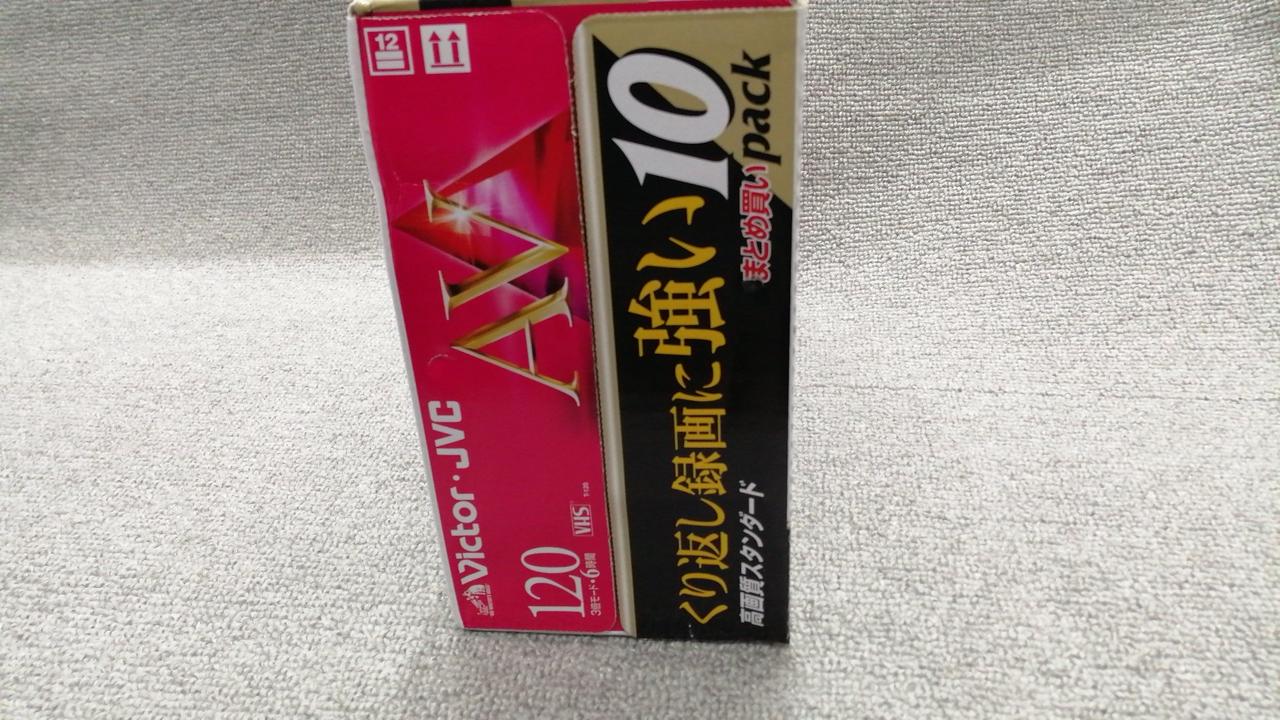 Victor・JVC
AW
12
120
3倍モード・6時間
VHS
T-120
くり返し録画に強い
10
pack
まとめ買い
高画質スタンダード